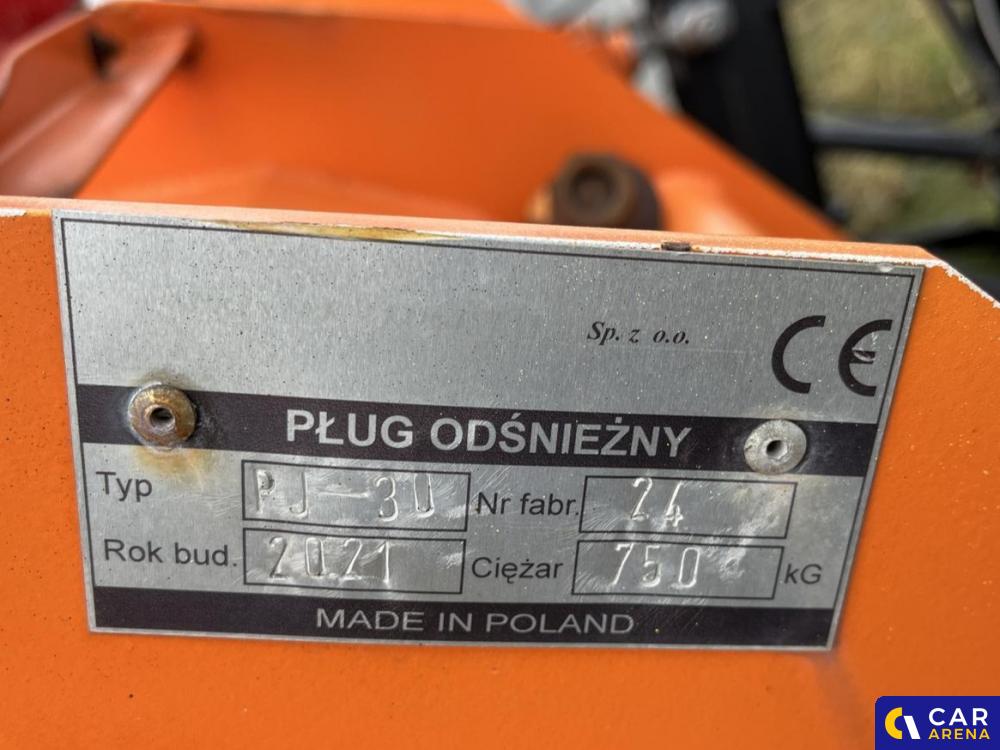 Sp. z o.o. CE
PŁUG ODŚNIEŻNY
Typ PJ-30 Nr fabr. 24
Rok bud. 2021 Ciężar 750 kG
MADE IN POLAND
CAR
ARENA